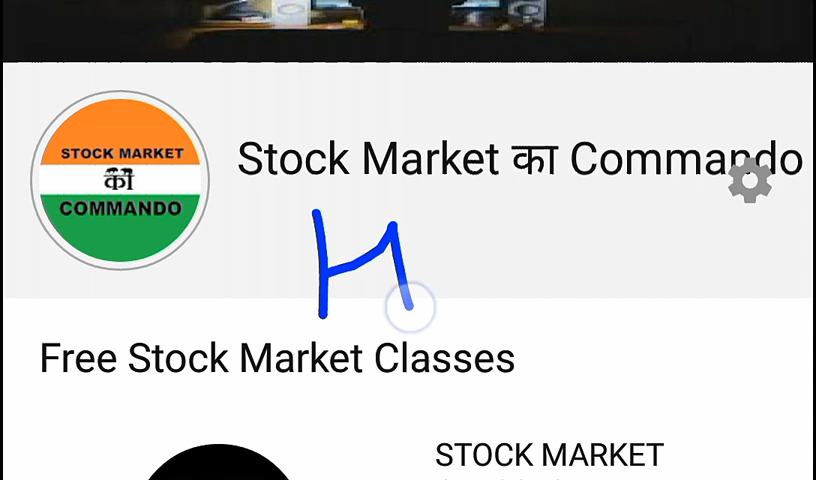 STOCK MARKET
की
COMMANDO
Stock Market का Commando
H
Free Stock Market Classes
STOCK MARKET